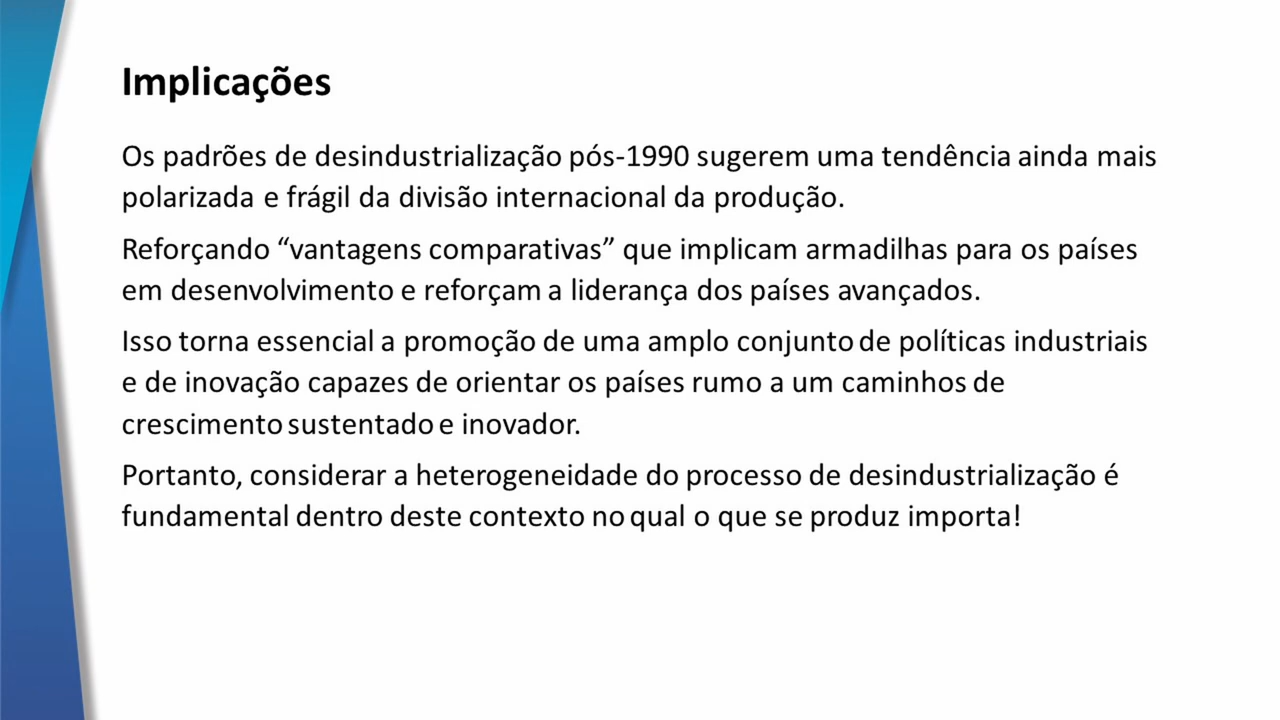 Implicações
Os padrões de desindustrialização pós-1990 sugerem uma tendência ainda mais
polarizada e frágil da divisão internacional da produção.
Reforçando “vantagens comparativas” que implicam armadilhas para os países
em desenvolvimento e reforçam a liderança dos países avançados.
Isso torna essencial a promoção de uma amplo conjunto de políticas industriais
e de inovação capazes de orientar os países rumo a um caminhos de
crescimento sustentado e inovador.
Portanto, considerar a heterogeneidade do processo de desindustrialização é
fundamental dentro deste contexto no qual o que se produz importa!